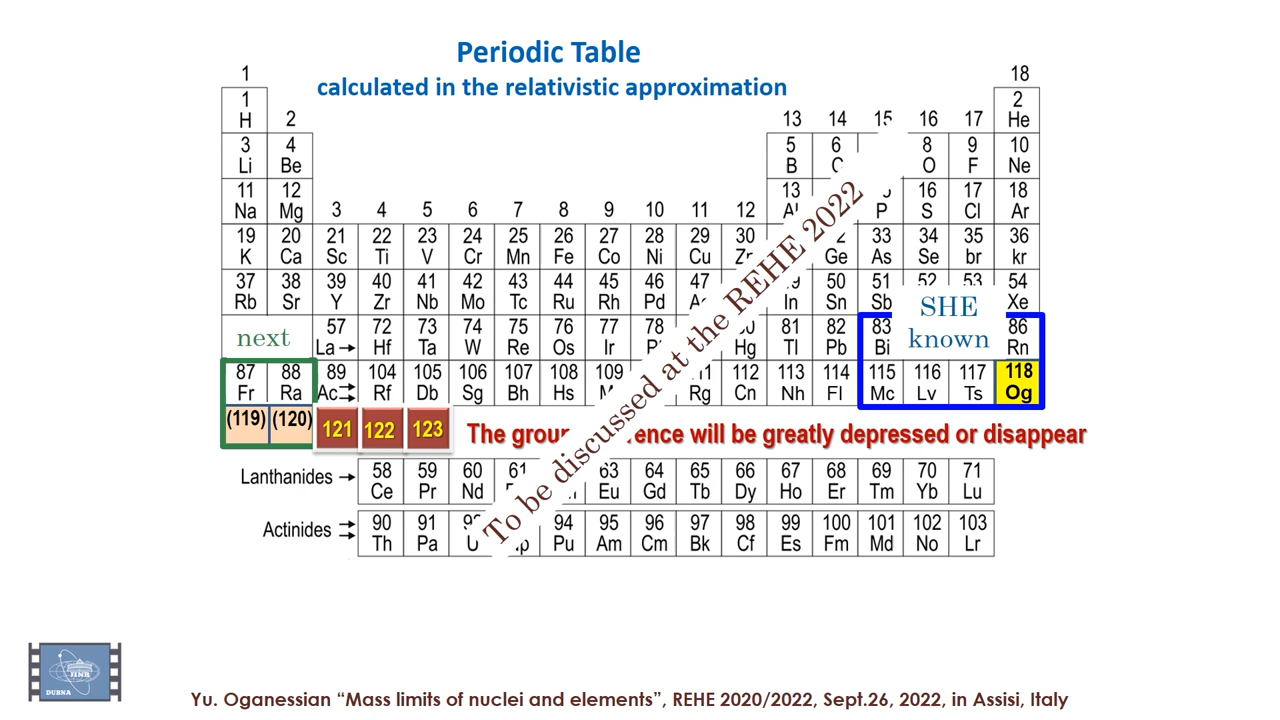 Periodic Table
calculated in the relativistic approximation
1 18
1 2
H 2 13 14 15 16 17 He
3 4 5 6 8 9 10
Li Be B O F Ne
11 12 13 16 17 18
Na Mg 3 4 5 6 7 8 9 10 11 12 P S Cl Ar
19 20 21 22 23 24 25 26 27 28 29 30 33 34 35 36
K Ca Sc Ti V Cr Mn Fe Co Ni Cu Ge As Se br kr
37 38 39 40 41 42 43 44 45 46 47 50 51 52 53 54
Rb Sr Y Zr Nb Mo Tc Ru Rh Pd In Sn Sb Xe
SHE
known
next
57 72 73 74 75 76 77 78 81 82 83 86
La → Hf Ta W Re Os Ir Hg Tl Pb Bi Rn
87 88 89 104 105 106 107 108 109 112 113 114 115 116 117 118
Fr Ra Ac Rf Db Sg Bh Hs Rg Cn Nh Fl Mc Lv Ts Og
(119) (120) 121 122 123
The will be greatly depressed or disappear
To be discussed at the REHE 2022
Lanthanides → 58 59 60 61 63 64 65 66 67 68 69 70 71
Ce Pr Nd Eu Gd Tb Dy Ho Er Tm Yb Lu
Actinides 90 91 94 95 96 97 98 99 100 101 102 103
Th Pa U Pu Am Cm Bk Cf Es Fm Md No Lr
JINR
DUBNA
Yu. Oganessian “Mass limits of nuclei and elements”, REHE 2020/2022, Sept.26, 2022, in Assisi, Italy